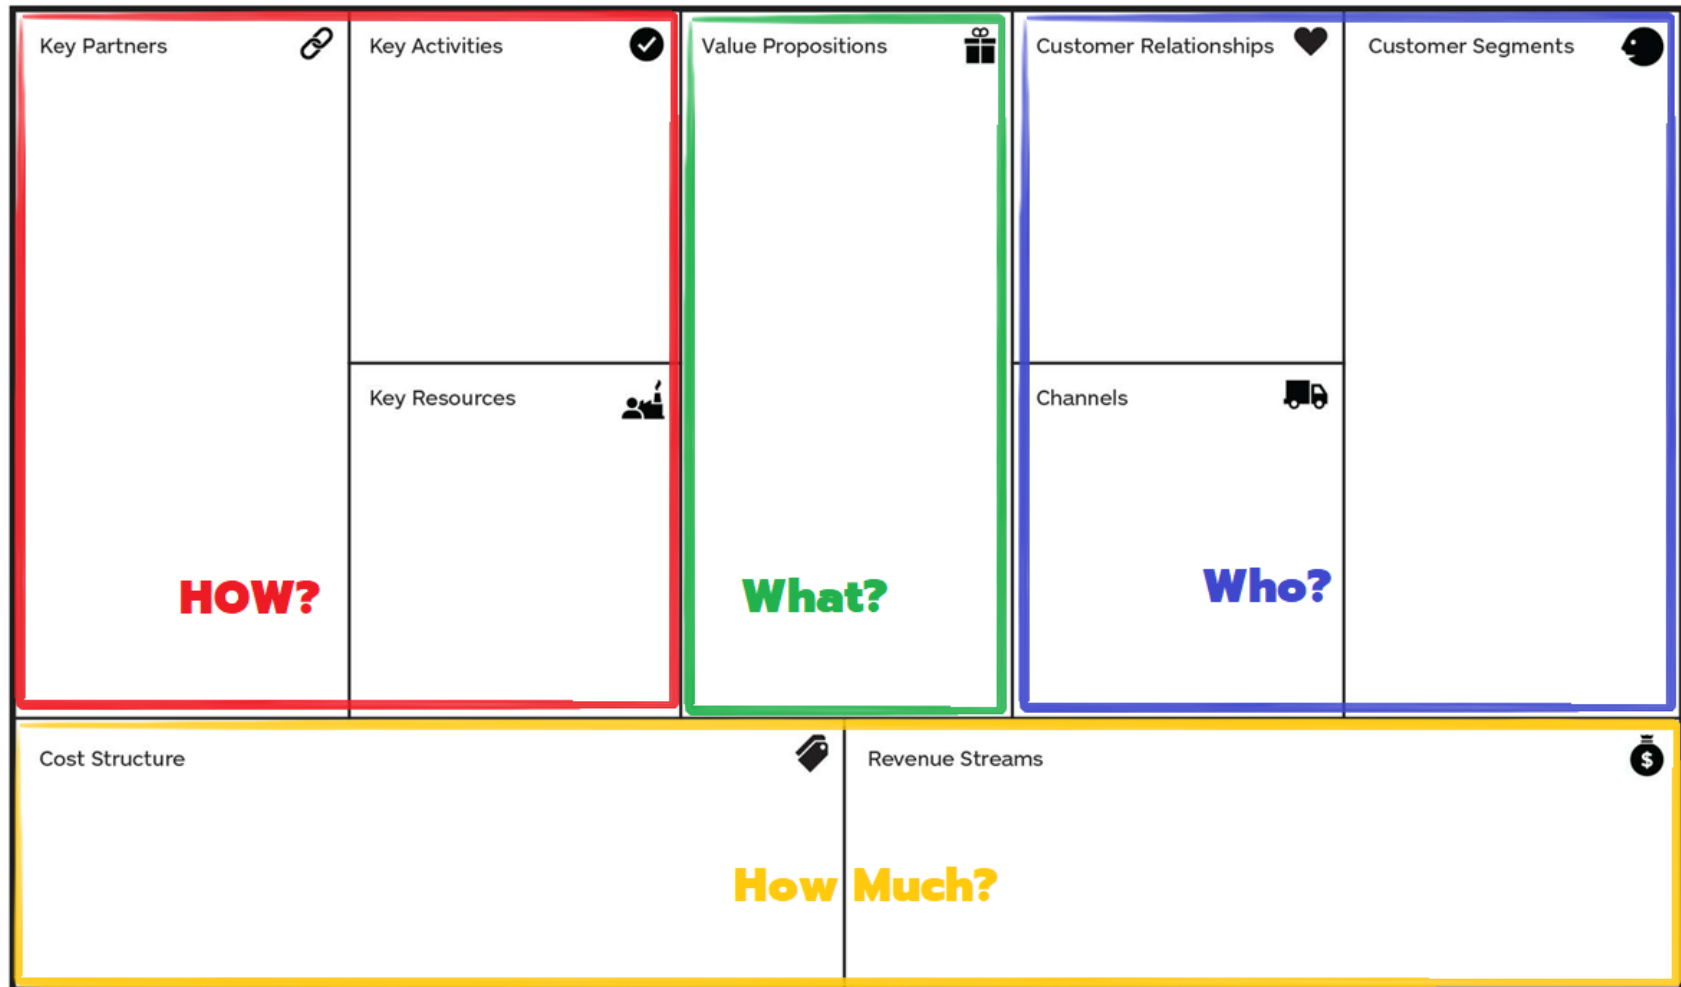 Key Partners
Key Activities
Value Propositions
Customer Relationships
Customer Segments
Key Resources
Channels
HOW?
What?
Who?
Cost Structure
Revenue Streams
$
How Much?